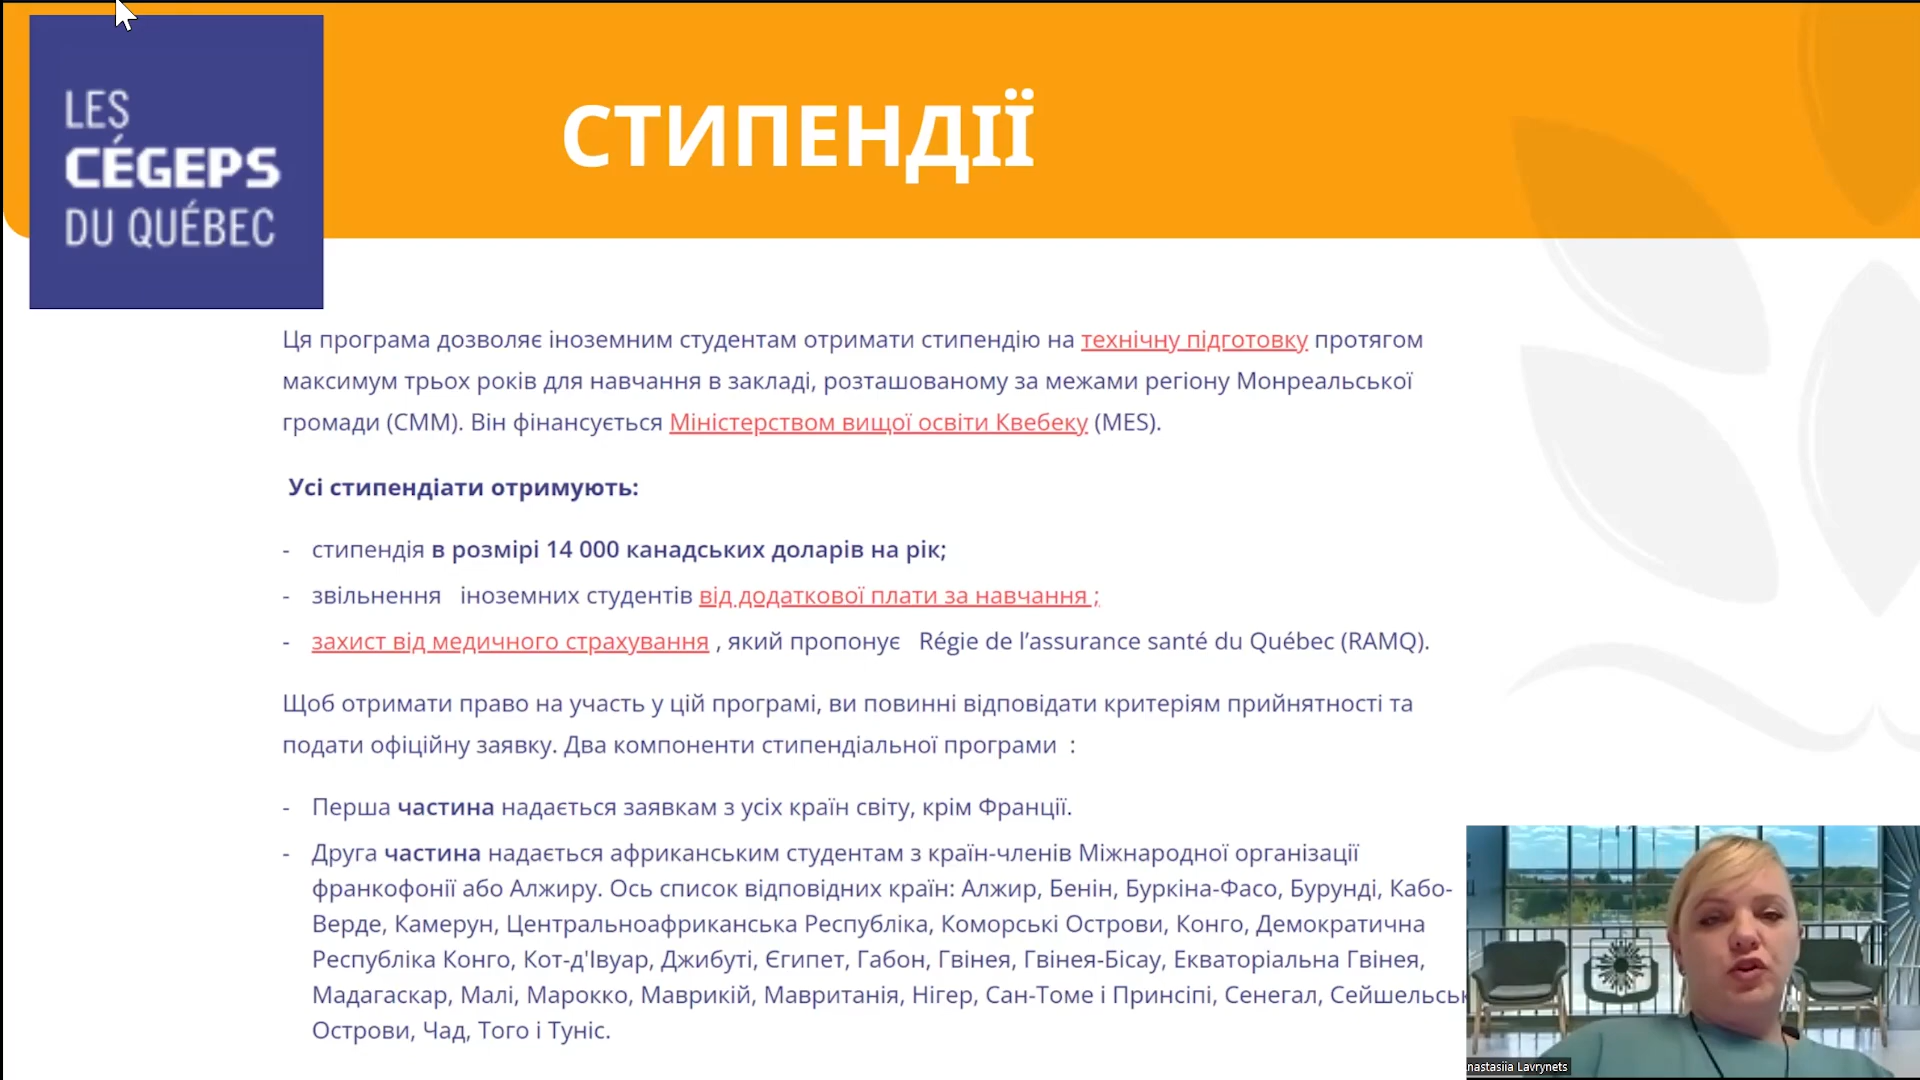 LES
CÉGEPS
DU QUÉBEC
СТИПЕНДІЇ
Ця програма дозволяє іноземним студентам отримати стипендію на технічну підготовку протягом
максимум трьох років для навчання в закладі, розташованому за межами регіону Монреальської
громади (CMM). Він фінансується Міністерством вищої освіти Квебеку (MES).
Усі стипендіати отримують:
- стипендія в розмірі 14 000 канадських доларів на рік;
- звільнення іноземних студентів від додаткової плати за навчання ;
- захист від медичного страхування , який пропонує Régie de l’assurance santé du Québec (RAMQ).
Щоб отримати право на участь у цій програмі, ви повинні відповідати критеріям прийнятності та
подати офіційну заявку. Два компоненти стипендіальної програми :
- Перша частина надається заявкам з усіх країн світу, крім Франції.
- Друга частина надається африканським студентам з країн-членів Міжнародної організації
франкофонії або Алжиру. Ось список відповідних країн: Алжир, Бенін, Буркіна-Фасо, Бурунді, Кабо-
Верде, Камерун, Центральноафриканська Республіка, Коморські Острови, Конго, Демократична
Республіка Конго, Кот-д'Івуар, Джибуті, Єгипет, Габон, Гвінея, Гвінея-Бісау, Екваторіальна Гвінея,
Мадагаскар, Малі, Марокко, Маврикій, Мавританія, Нігер, Сан-Томе і Принсіпі, Сенегал, Сейшельськ
Острови, Чад, Того і Туніс.
nastasiia Lavrynets